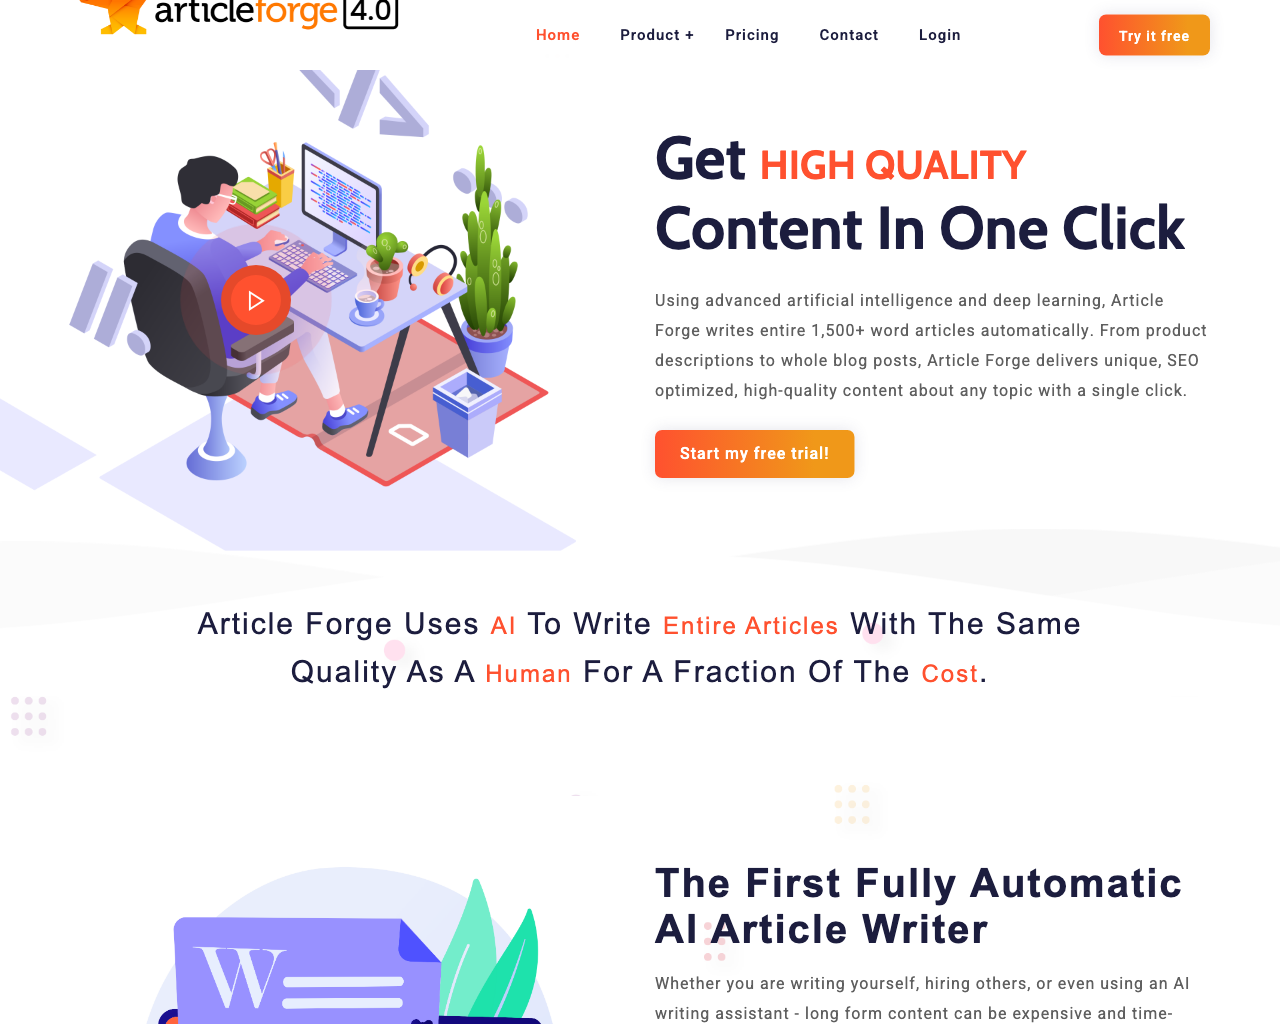 articleforge 4.0
Home Product + Pricing Contact Login Try it free
Get HIGH QUALITY
Content In One Click
Using advanced artificial intelligence and deep learning, Article
Forge writes entire 1,500+ word articles automatically. From product
descriptions to whole blog posts, Article Forge delivers unique, SEO
optimized, high-quality content about any topic with a single click.
Start my free trial!
Article Forge Uses AI To Write Entire Articles With The Same
Quality As A Human For A Fraction Of The Cost.
The First Fully Automatic
AI Article Writer
W
Whether you are writing yourself, hiring others, or even using an AI
writing assistant - long form content can be expensive and time-